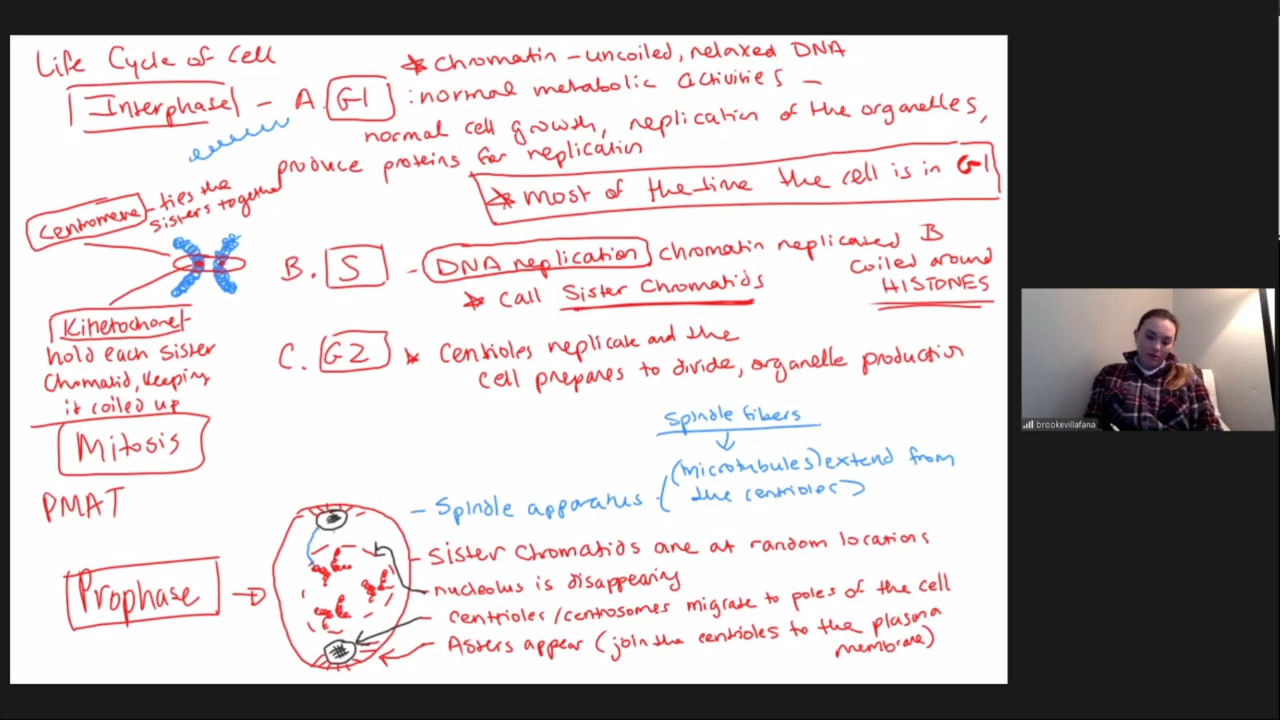 Life Cycle of Cell
* Chromatin - uncoiled, relaxed DNA
Interphase - A. G1 : normal metabolic activities -
normal cell growth, replication of the organelles,
produce proteins for replication
* most of the time the cell is in G1
Centromere - ties the
sisters together
B. S - DNA replication chromatin replicated B
coiled around
HISTONES
* Call Sister Chromatids
Kinetochore
hold each sister
Chromatid, keeping
it coiled up
C. G2 * Centrioles replicate and the
cell prepares to divide, organelle production
Mitosis
PMAT
Spindle fibers
- Spindle apparatus (microtubules) extend from
the centrioles)
Prophase
- Sister Chromatids are at random locations
- nucleolus is disappearing
- centrioles/centrosomes migrate to poles of the cell
- Asters appear (join the centrioles to the plasma
membrane)
brookevillafana